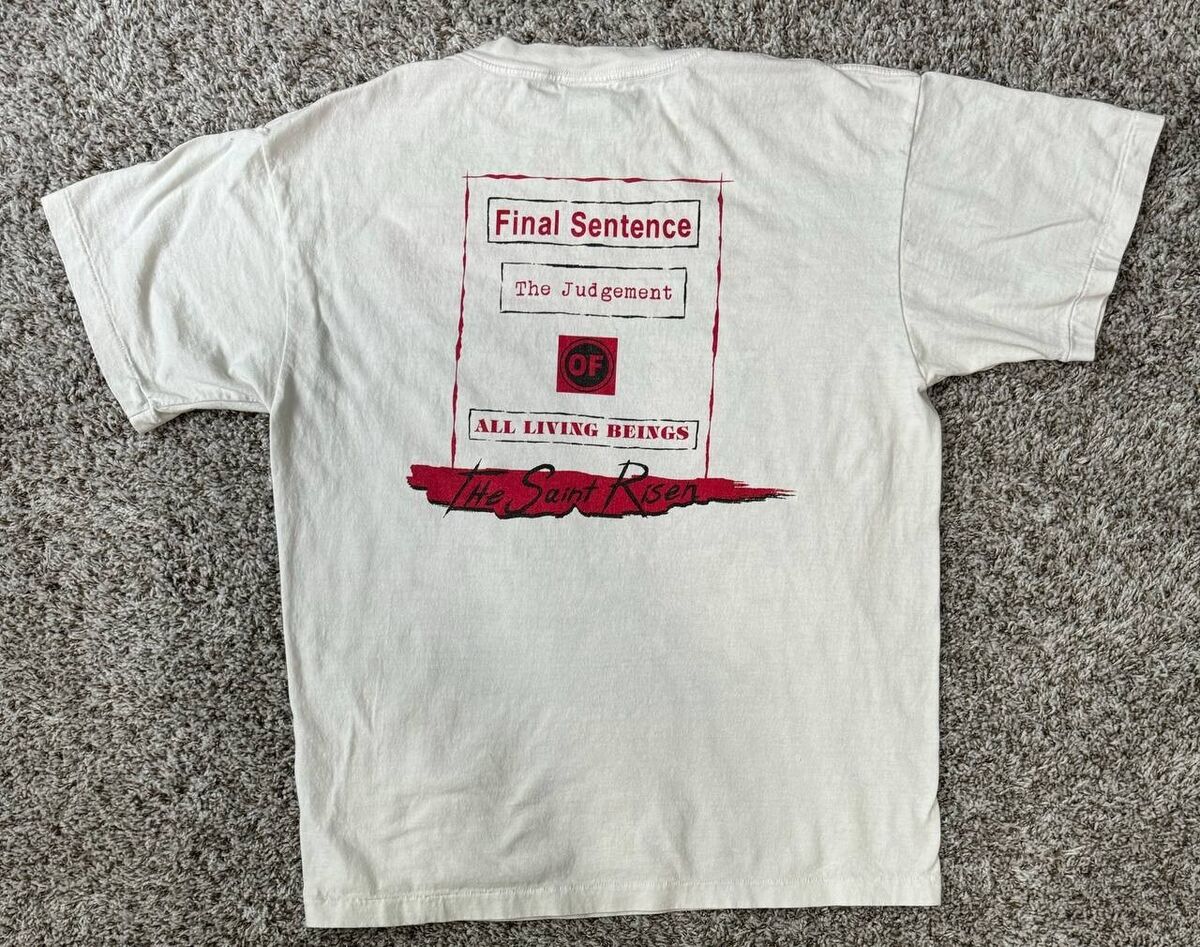 Final Sentence
The Judgement
OF
ALL LIVING BEINGS
THe Saint Risen